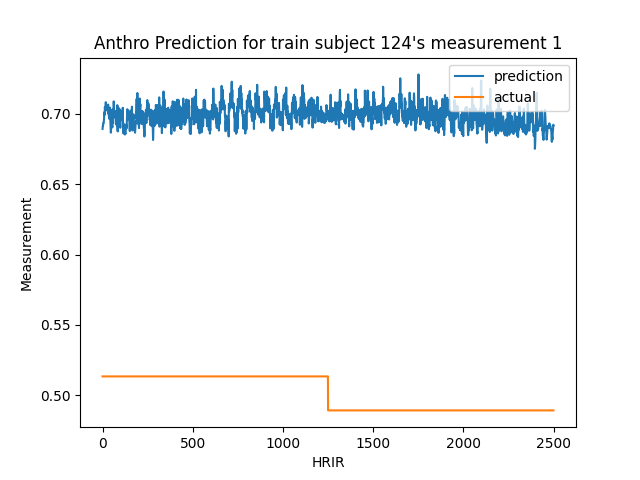 Anthro Prediction for train subject 124's measurement 1
prediction
actual
0.70
0.65
0.60
0.55
0.50
Measurement
0
500
1000
1500
2000
2500
HRIR